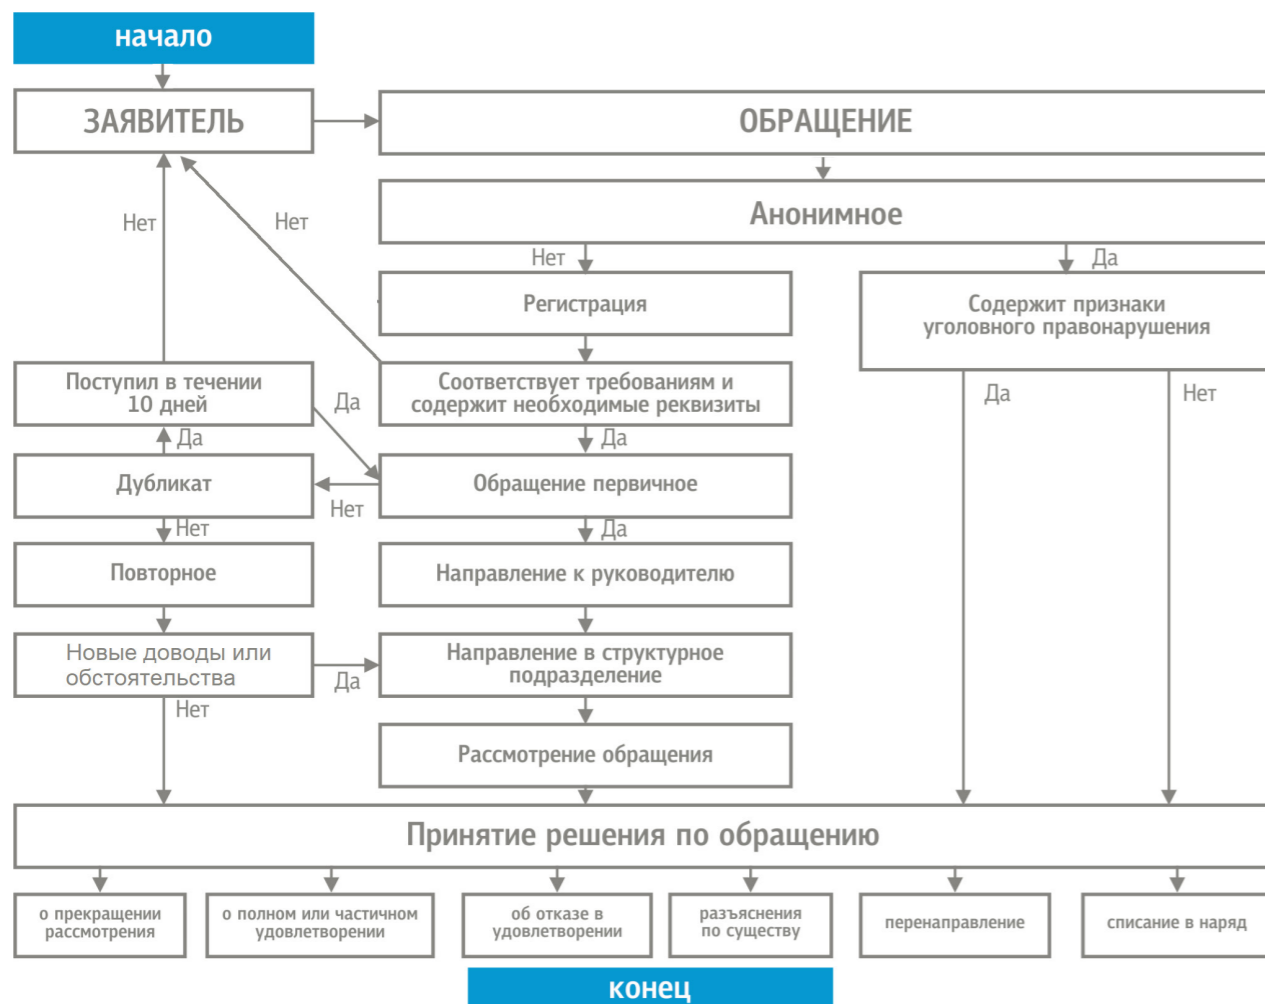 начало
ЗАЯВИТЕЛЬ
ОБРАЩЕНИЕ
Анонимное
Нет
Нет
Нет
Да
Регистрация
Содержит признаки
уголовного правонарушения
Поступил в течении
10 дней
Да
Соответствует требованиям и
содержит необходимые реквизиты
Да
Нет
Да
Да
Дубликат
Нет
Обращение первичное
Нет
Да
Повторное
Направление к руководителю
Новые доводы или
обстоятельства
Да
Направление в структурное
подразделение
Нет
Рассмотрение обращения
Принятие решения по обращению
о прекращении
рассмотрения
о полном или частичном
удовлетворении
об отказе в
удовлетворении
разъяснения
по существу
перенаправление
списание в наряд
конец